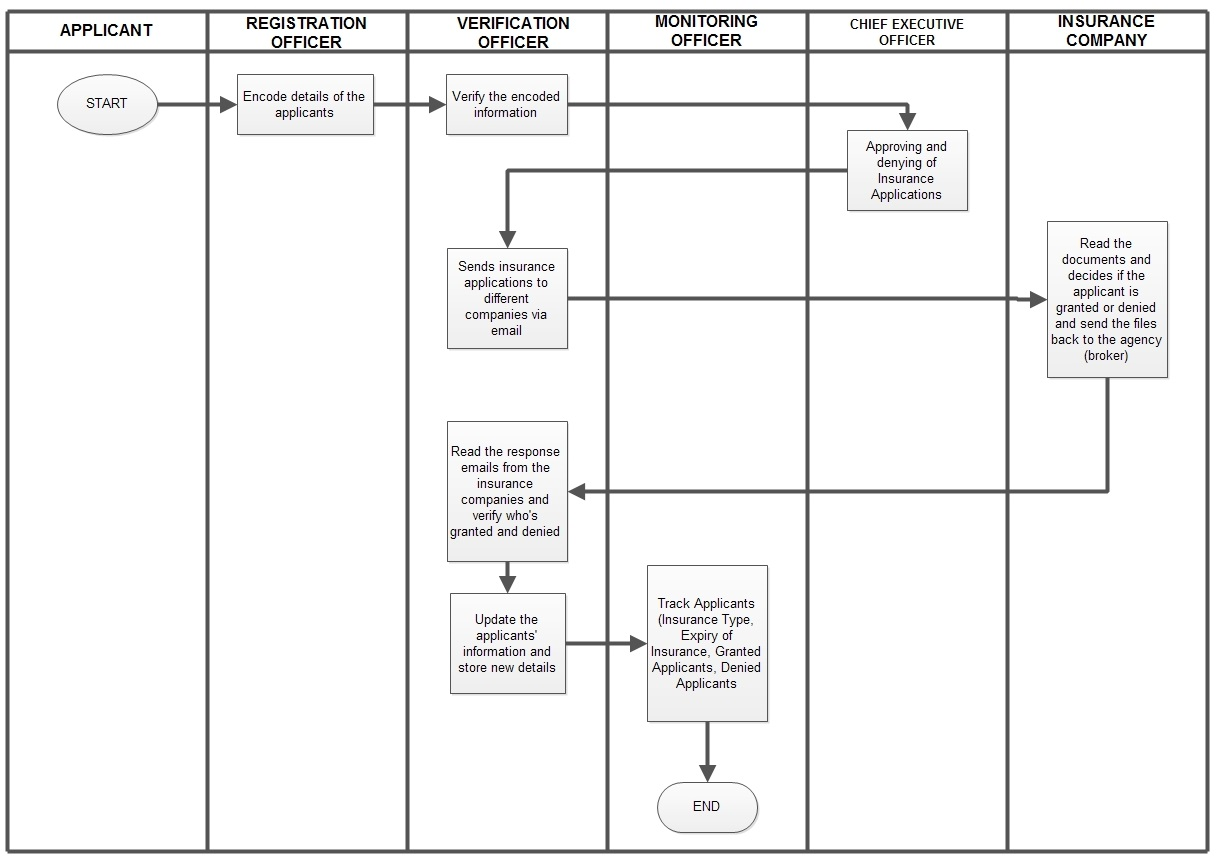 APPLICANT
REGISTRATION
OFFICER
VERIFICATION
OFFICER
MONITORING
OFFICER
CHIEF EXECUTIVE
OFFICER
INSURANCE
COMPANY
START
Encode details of the
applicants
Verify the encoded
information
Approving and
denying of
Insurance
Applications
Sends insurance
applications to
different
companies via
email
Read the
documents and
decides if the
applicant is
granted or denied
and send the files
back to the agency
(broker)
Read the response
emails from the
insurance
companies and
verify who's
granted and denied
Update the
applicants'
information and
store new details
Track Applicants
(Insurance Type,
Expiry of
Insurance, Granted
Applicants, Denied
Applicants
END